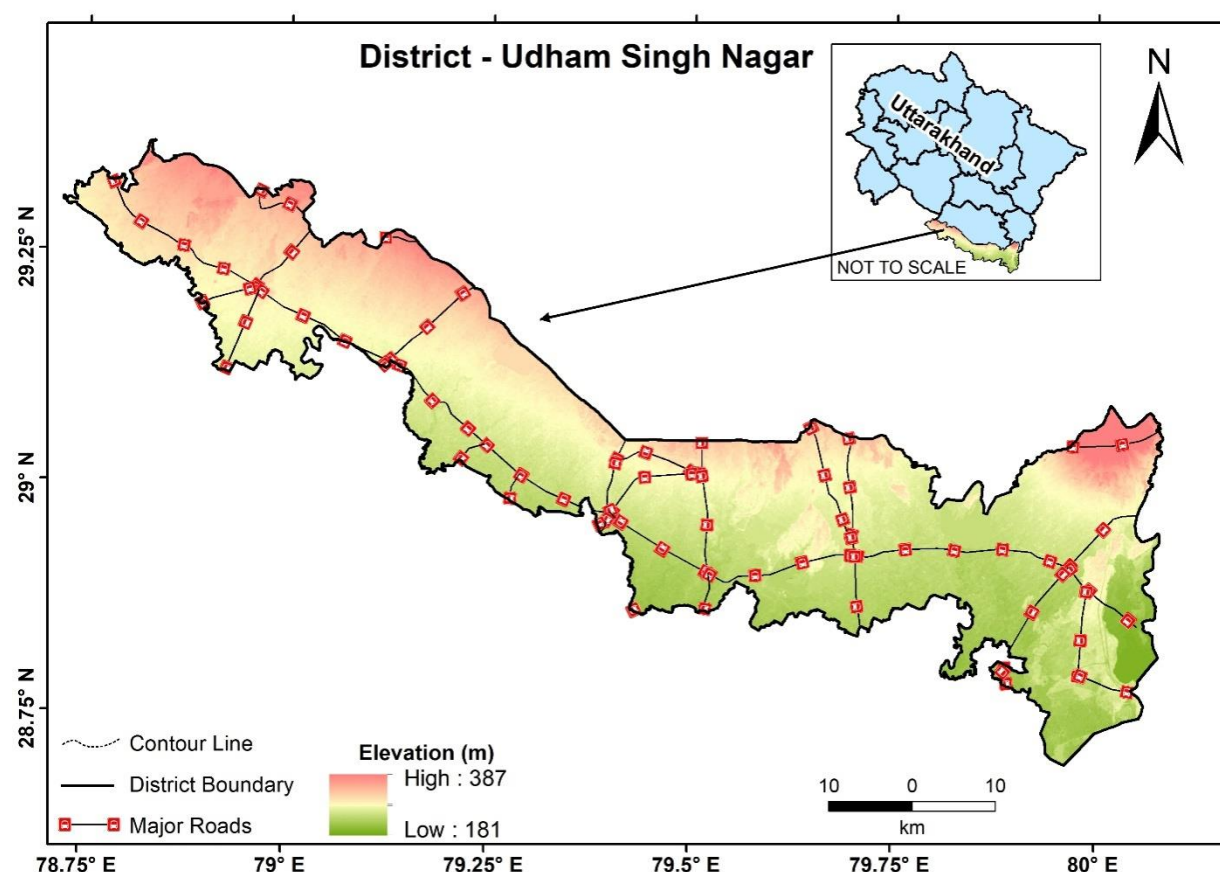 District - Udham Singh Nagar
N
Uttarakhand
NOT TO SCALE
29.25° N
29° N
28.75° N
Contour Line
District Boundary
Major Roads
Elevation (m)
High : 387
Low : 181
10 0 10
km
78.75° E 79° E 79.25° E 79.5° E 79.75° E 80° E